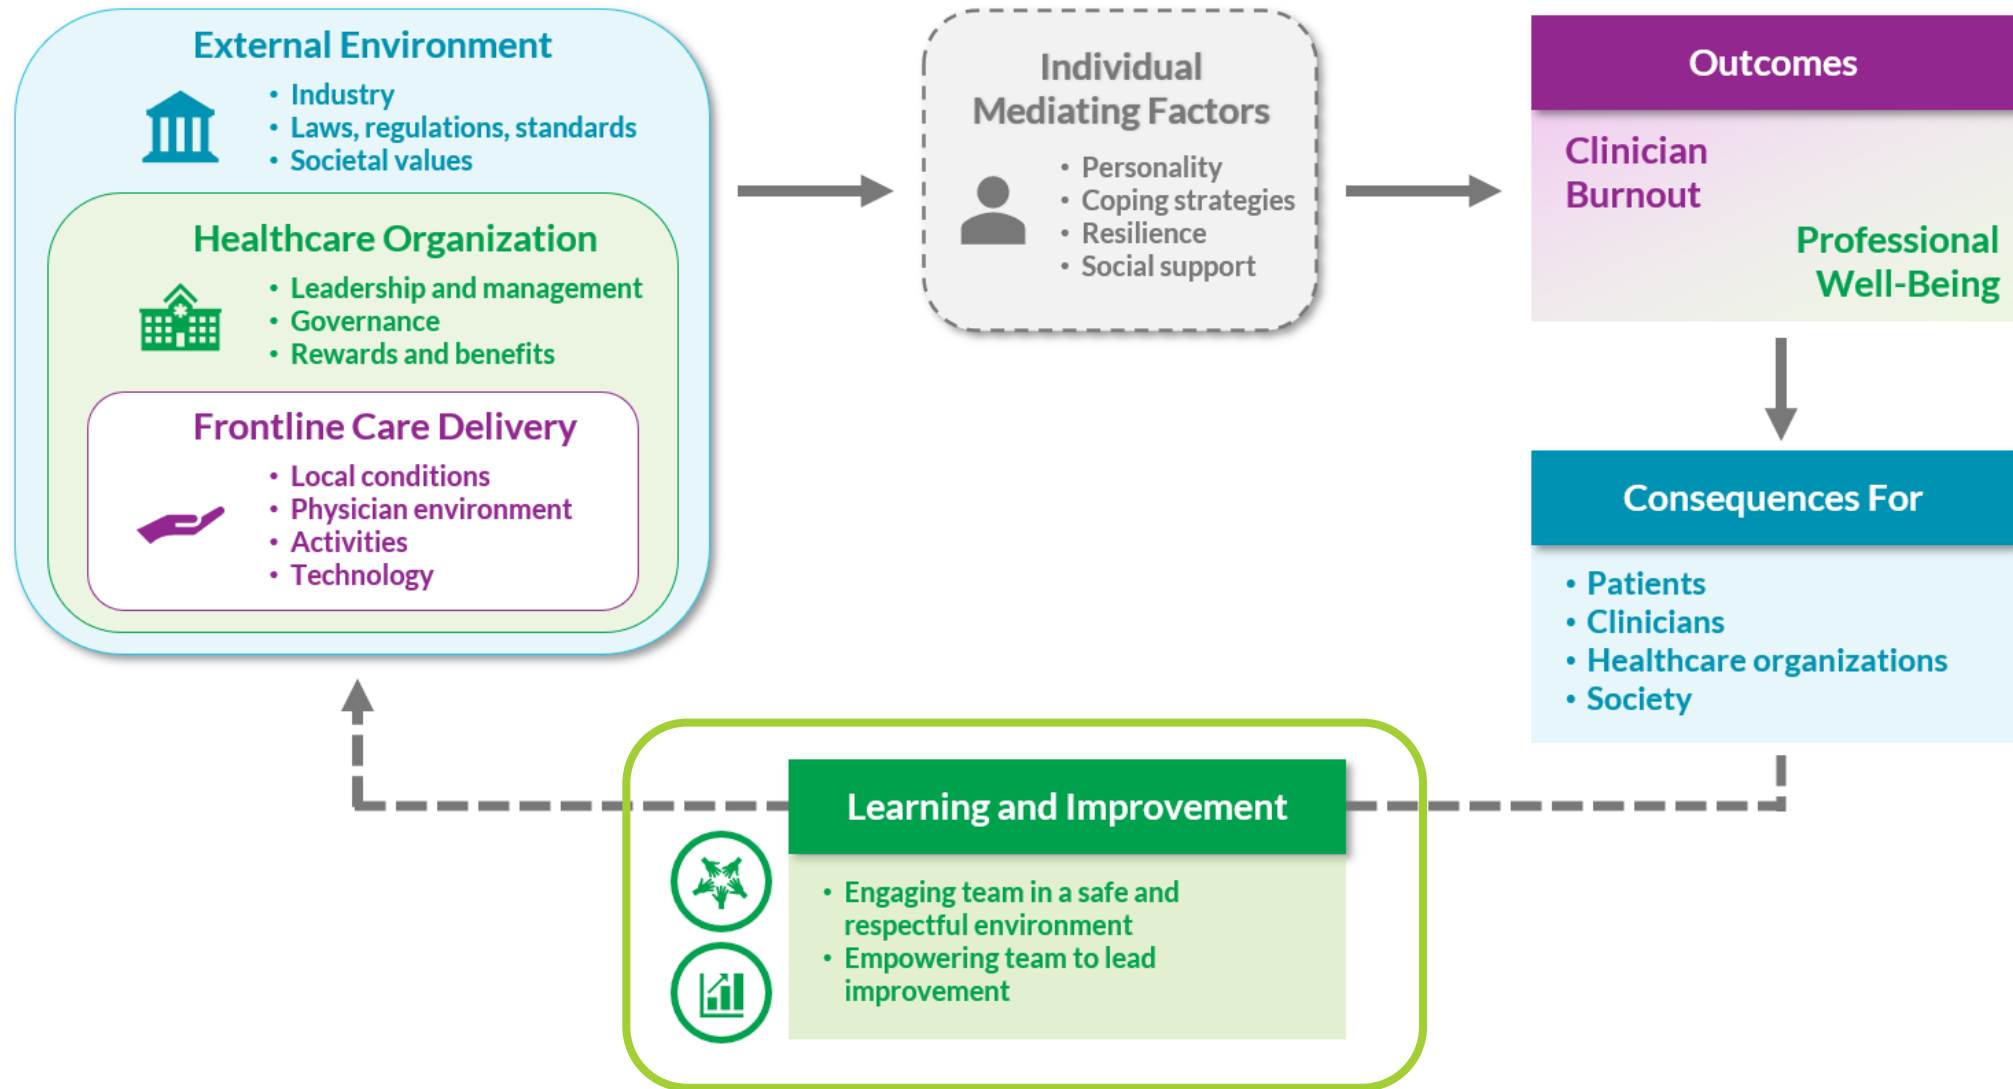 External Environment
• Industry
• Laws, regulations, standards
• Societal values
Healthcare Organization
• Leadership and management
• Governance
• Rewards and benefits
Frontline Care Delivery
• Local conditions
• Physician environment
• Activities
• Technology
Individual
Mediating Factors
• Personality
• Coping strategies
• Resilience
• Social support
Outcomes
Clinician
Burnout
Professional
Well-Being
Consequences For
• Patients
• Clinicians
• Healthcare organizations
• Society
Learning and Improvement
• Engaging team in a safe and
respectful environment
• Empowering team to lead
improvement